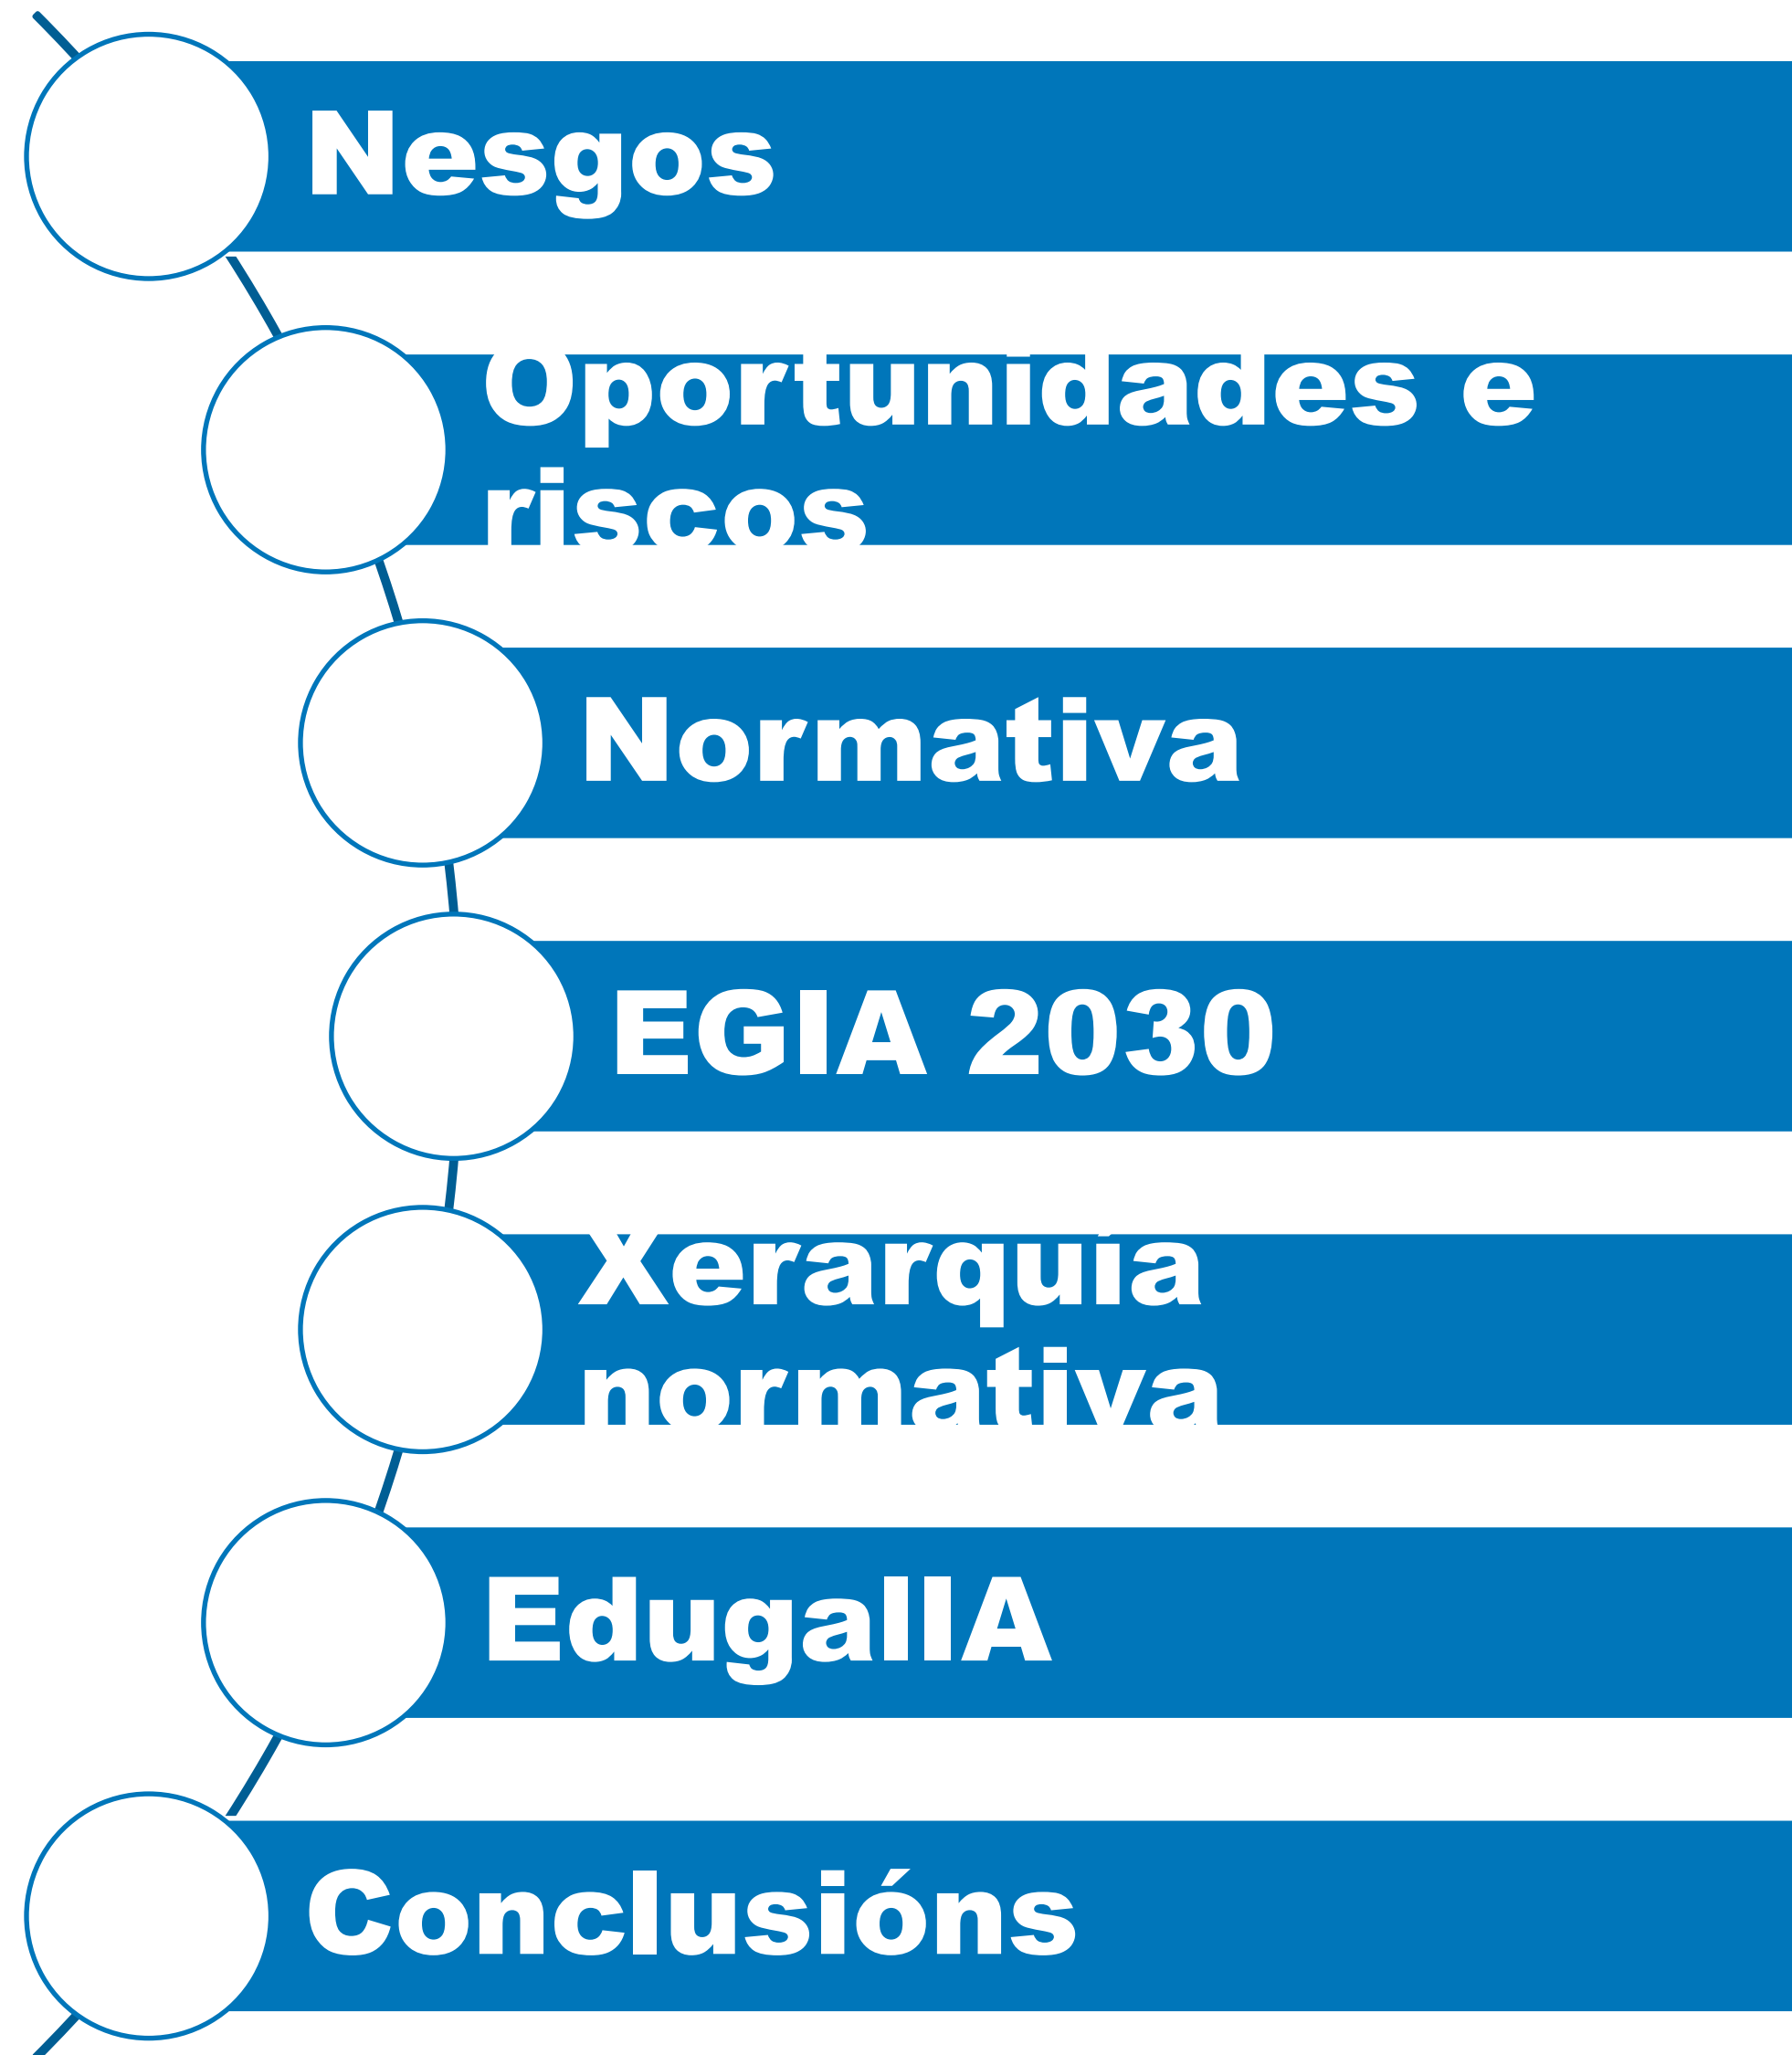 Nesgos
Oportunidades e
riscos
Normativa
EGIA 2030
Xerarquía
normativa
EdugalIA
Conclusións